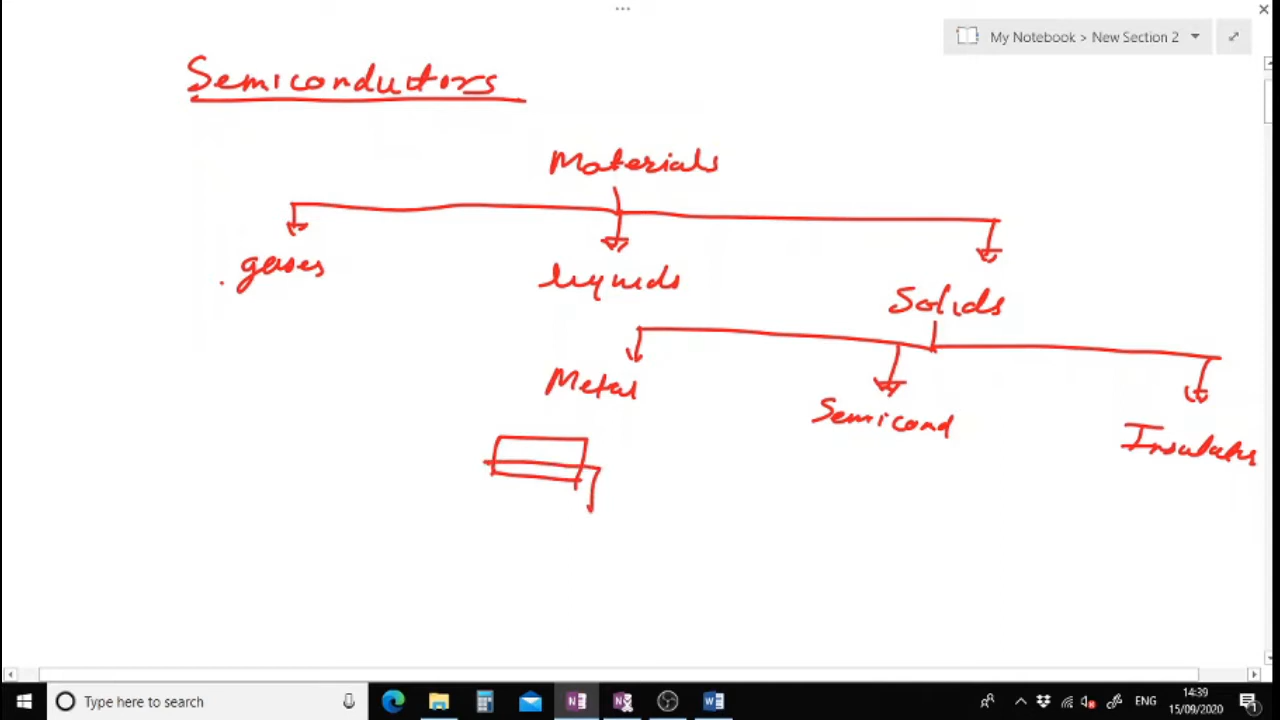 My Notebook > New Section 2
Semiconductors
Materials
gases
liquids
Solids
Metal
Semicond
Insulators
Type here to search
ENG
14:39
15/09/2020